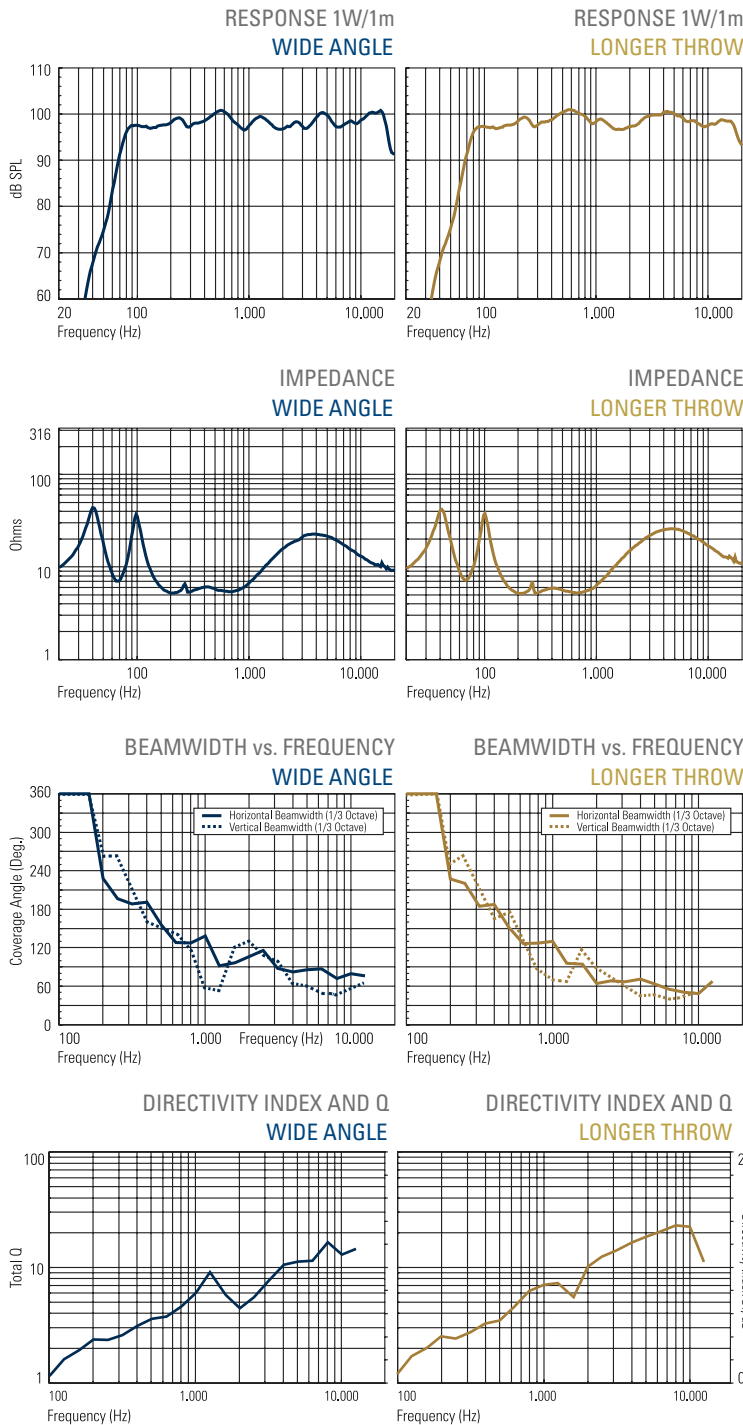 RESPONSE 1W/1m
WIDE ANGLE
dB SPL
110
100
90
80
70
60
20 100 1.000 10.000
Frequency (Hz)
RESPONSE 1W/1m
LONGER THROW
20 100 1.000 10.000
Frequency (Hz)
IMPEDANCE
WIDE ANGLE
Ohms
316
100
10
1
100 1.000 10.000
Frequency (Hz)
IMPEDANCE
LONGER THROW
100 1.000 10.000
Frequency (Hz)
BEAMWIDTH vs. FREQUENCY
WIDE ANGLE
Coverage Angle (Deg.)
360
300
240
180
120
60
0
Horizontal Beamwidth (1/3 Octave)
Vertical Beamwidth (1/3 Octave)
100 1.000 Frequency (Hz) 10.000
Frequency (Hz)
BEAMWIDTH vs. FREQUENCY
LONGER THROW
Horizontal Beamwidth (1/3 Octave)
Vertical Beamwidth (1/3 Octave)
100 1.000 10.000
Frequency (Hz)
DIRECTIVITY INDEX AND Q
WIDE ANGLE
Total Q
100
10
1
100 1.000 10.000
Frequency (Hz)
DIRECTIVITY INDEX AND Q
LONGER THROW
100 1.000 10.000
Frequency (Hz)